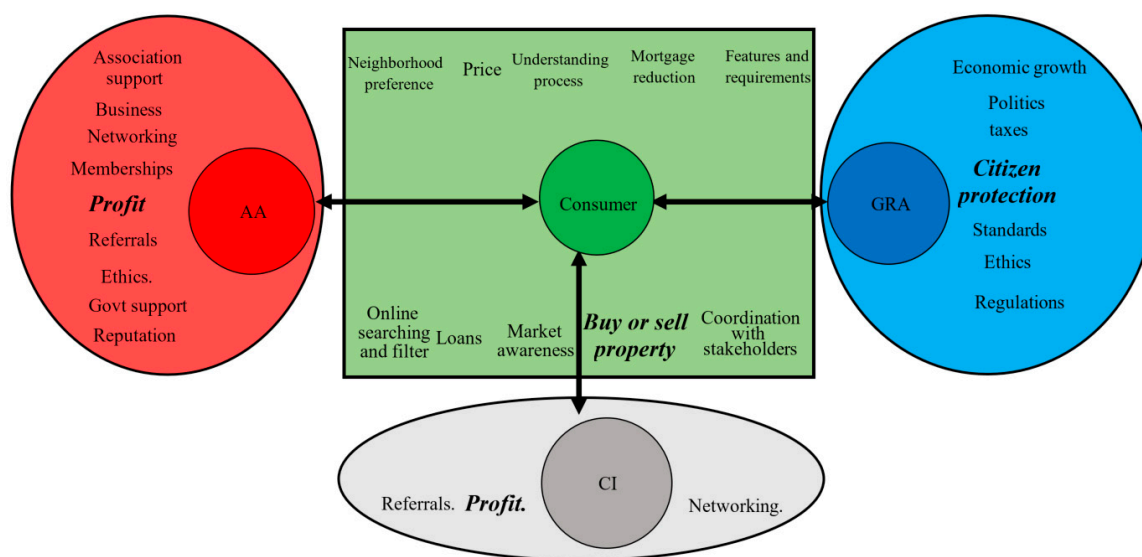 Association
support
Business
Networking
Memberships
Profit
Referrals
Ethics.
Govt support
Reputation
AA
Neighborhood
preference
Price
Understanding
process
Mortgage
reduction
Features and
requirements
Consumer
Online
searching
and filter
Loans
Market
awareness
Buy or sell
property
Coordination
with
stakeholders
GRA
Economic growth
Politics
taxes
Citizen
protection
Standards
Ethics
Regulations
CI
Referrals.
Profit.
Networking.